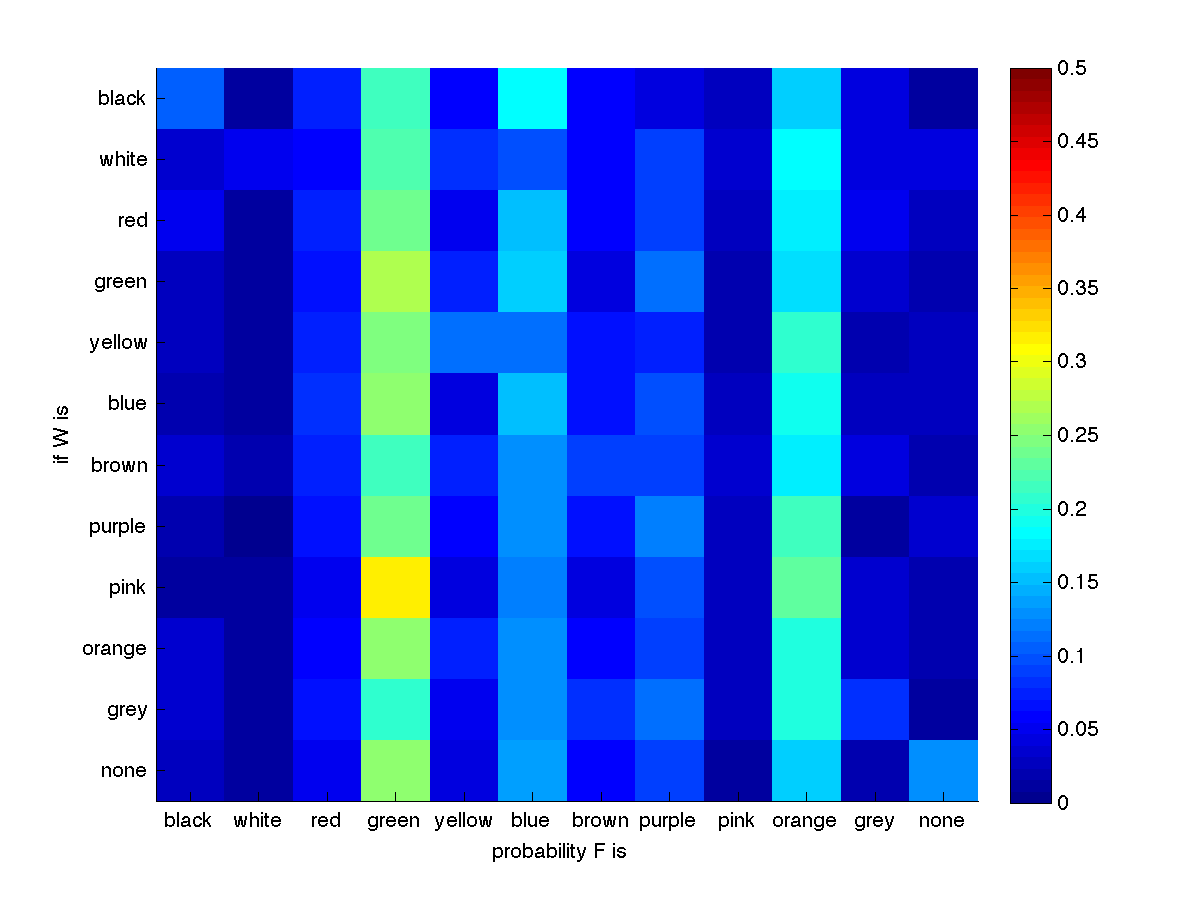 black
white
red
green
yellow
blue
brown
purple
pink
orange
grey
none
if W is
black white red green yellow blue brown purple pink orange grey none
probability F is
0.5
0.45
0.4
0.35
0.3
0.25
0.2
0.15
0.1
0.05
0